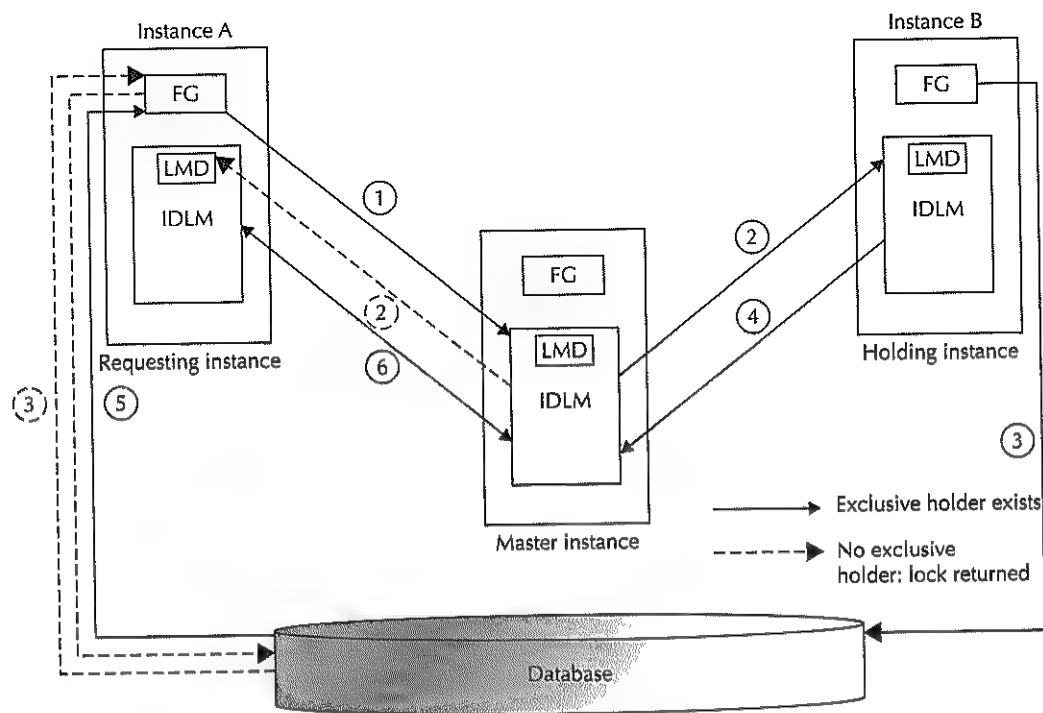 Instance A
FG
LMD
IDLM
Requesting instance
1
2
6
3
5
FG
LMD
IDLM
Master instance
Instance B
FG
LMD
IDLM
Holding instance
2
4
3
Exclusive holder exists
No exclusive
holder: lock returned
Database